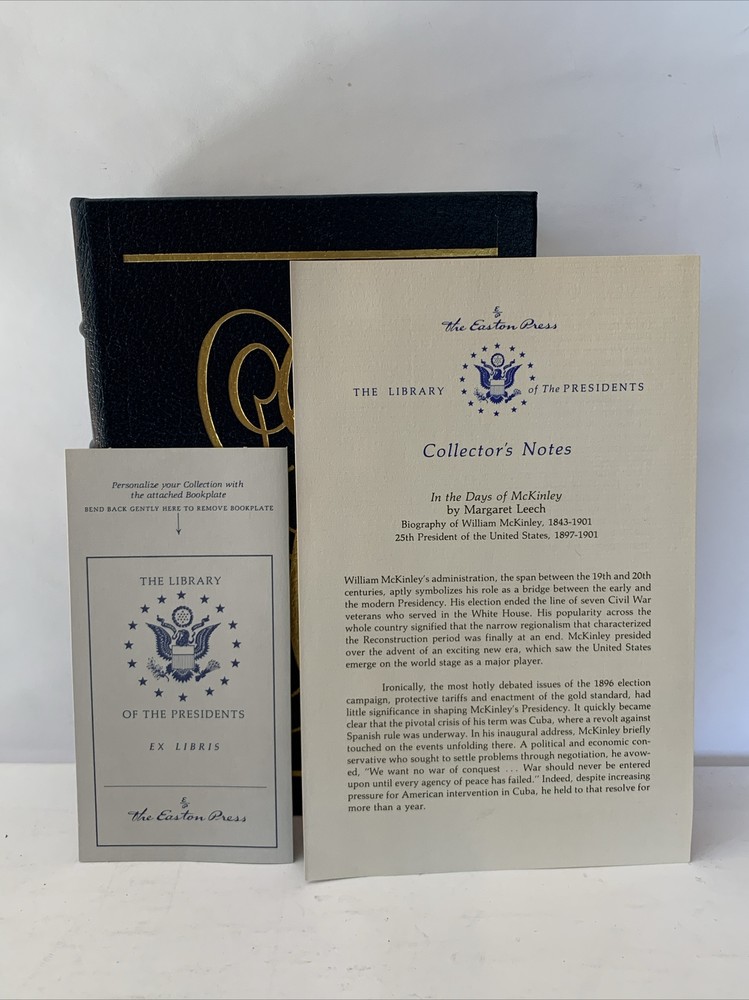 The Easton Press
THE LIBRARY of The PRESIDENTS
Collector's Notes
In the Days of McKinley
by Margaret Leech
Biography of William McKinley, 1843-1901
25th President of the United States, 1897-1901
William McKinley's administration, the span between the 19th and 20th
centuries, aptly symbolizes his role as a bridge between the early and
the modern Presidency. His election ended the line of seven Civil War
veterans who served in the White House. His popularity across the
whole country signified that the narrow regionalism that characterized
the Reconstruction period was finally at an end. McKinley presided
over the advent of an exciting new era, which saw the United States
emerge on the world stage as a major player.
Ironically, the most hotly debated issues of the 1896 election
campaign, protective tariffs and enactment of the gold standard, had
little significance in shaping McKinley's Presidency. It quickly became
clear that the pivotal crisis of his term was Cuba, where a revolt against
Spanish rule was underway. In his inaugural address, McKinley briefly
touched on the events unfolding there. A political and economic con-
servative who sought to settle problems through negotiation, he avow-
ed, "We want no war of conquest ... War should never be entered
upon until every agency of peace has failed." Indeed, despite increasing
pressure for American intervention in Cuba, he held to that resolve for
more than a year.
Personalize your Collection with
the attached Bookplate
BEND BACK GENTLY HERE TO REMOVE BOOKPLATE
THE LIBRARY
OF THE PRESIDENTS
EX LIBRIS
The Easton Press